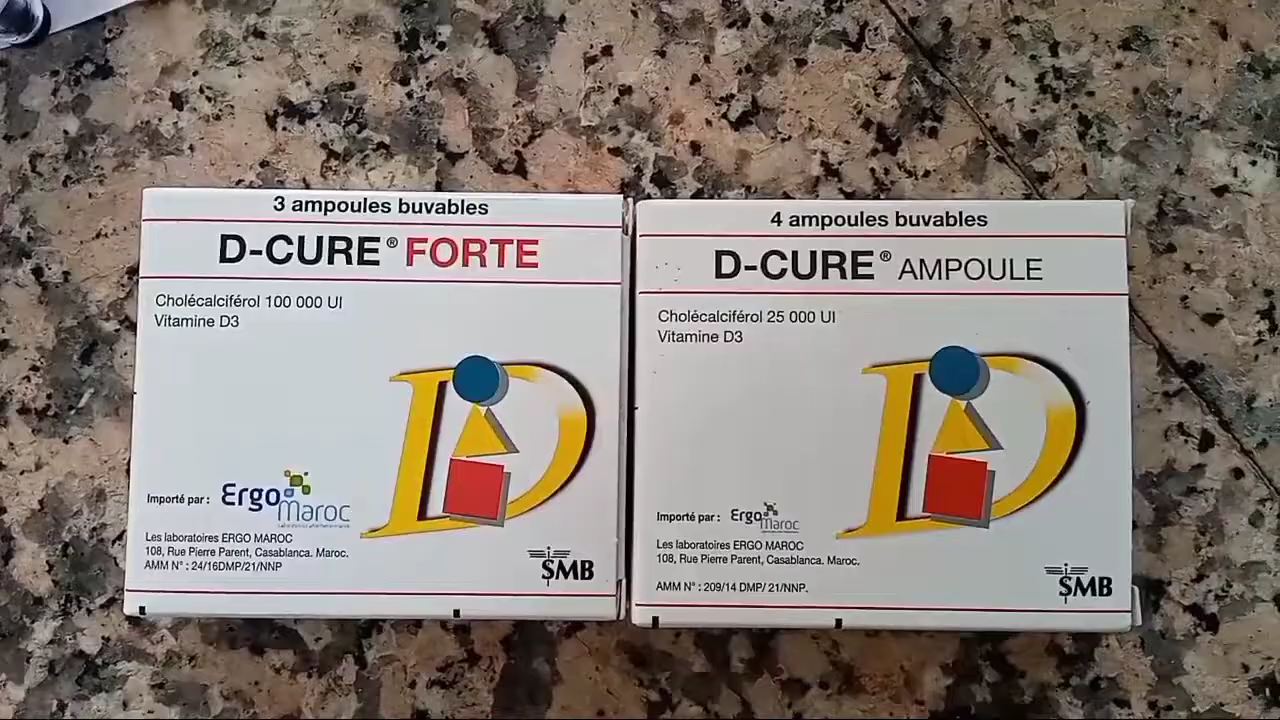 3 ampoules buvables
D-CURE® FORTE
Cholécalciférol 100 000 UI
Vitamine D3
Importé par : Ergo Maroc
Les laboratoires ERGO MAROC
108, Rue Pierre Parent, Casablanca. Maroc.
AMM N° : 24/16DMP/21/NNP
SMB
4 ampoules buvables
D-CURE® AMPOULE
Cholécalciférol 25 000 UI
Vitamine D3
Importé par : Ergo Maroc
Les laboratoires ERGO MAROC
108, Rue Pierre Parent, Casablanca. Maroc.
AMM N° : 209/14 DMP/ 21/NNP.
SMB